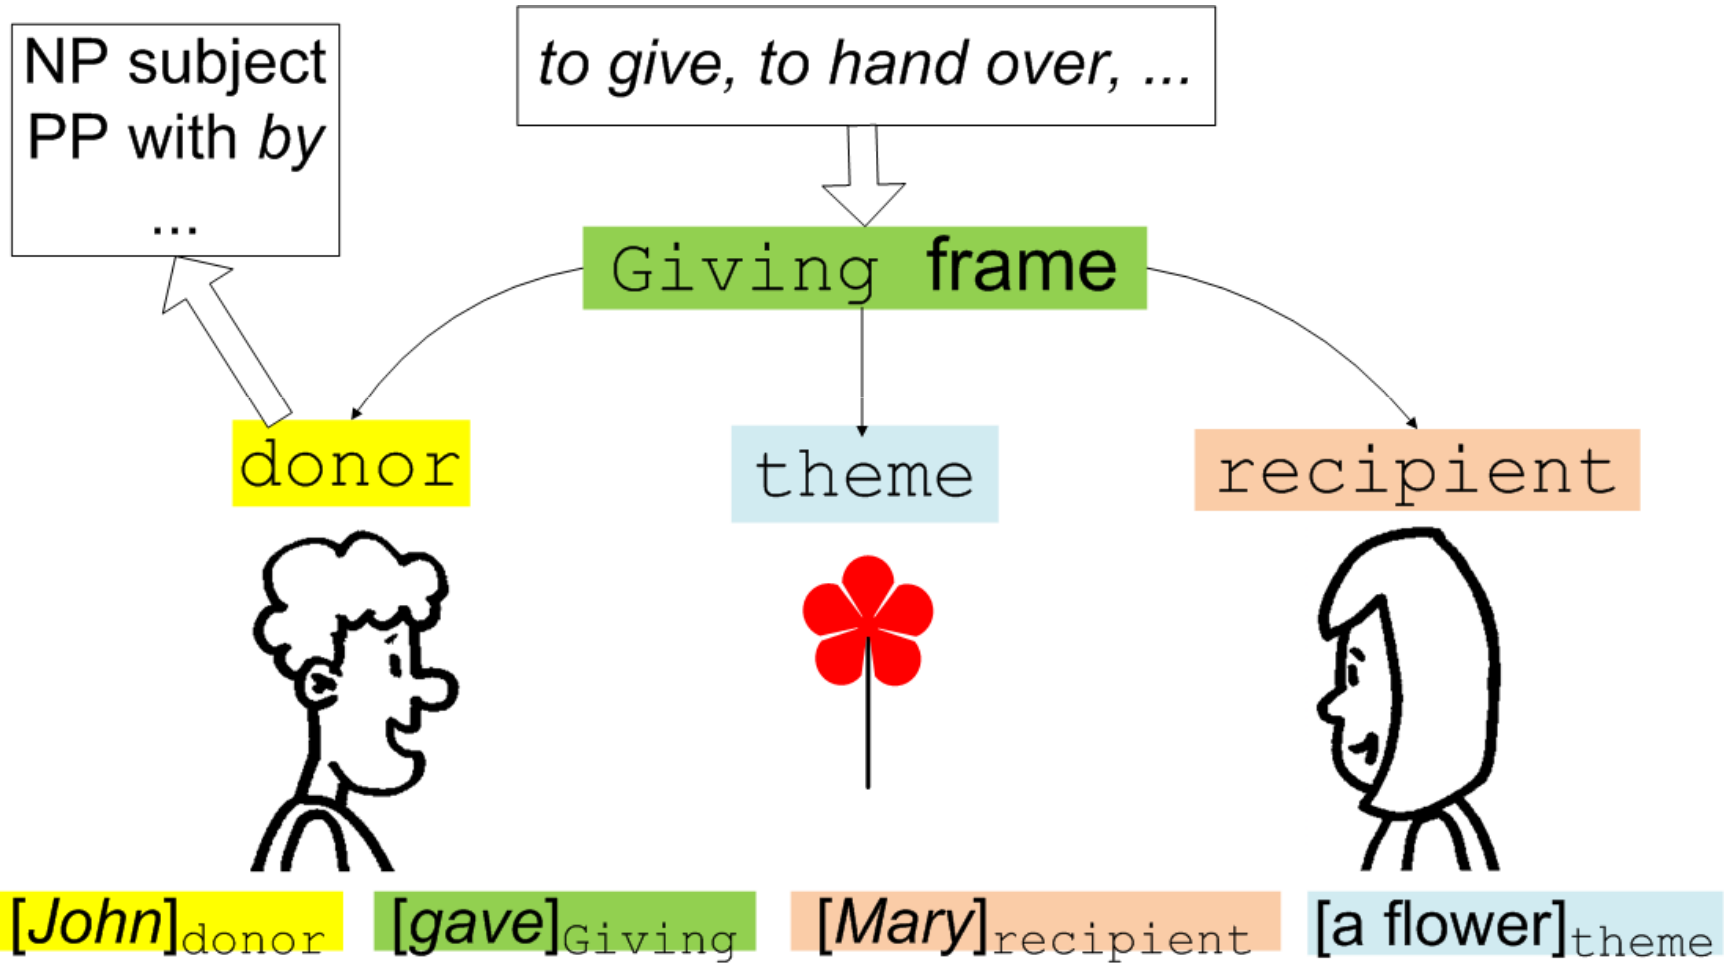 NP subject
PP with by
...
to give, to hand over, ...
Giving frame
donor
theme
recipient
[John]donor [gave]Giving [Mary]recipient [a flower]theme